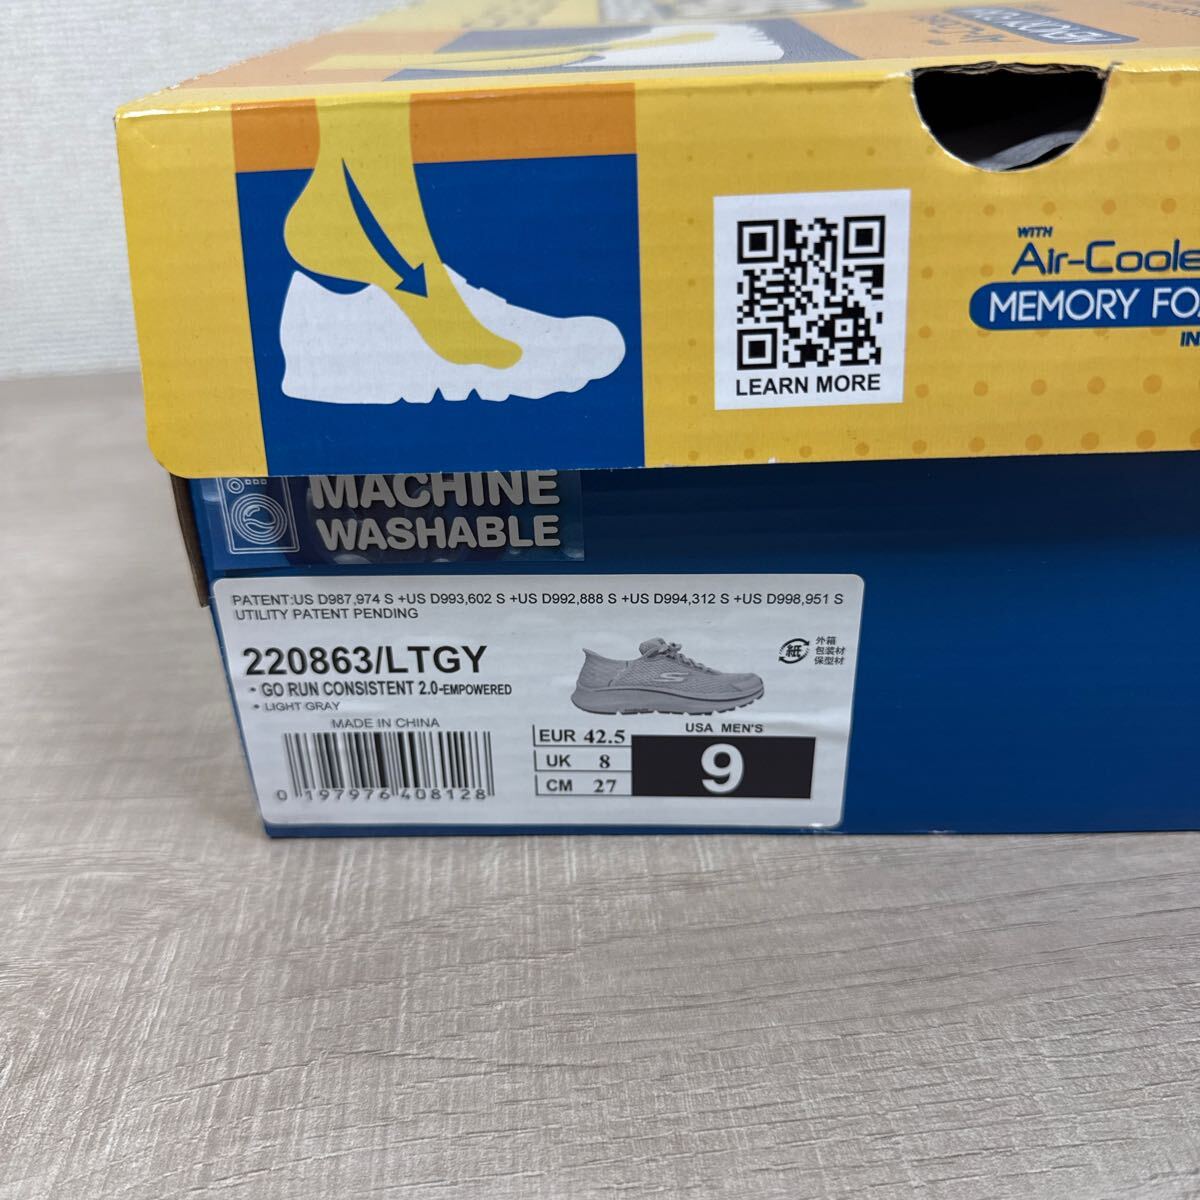 WITH
Air-Coole
MEMORY FOA
IN
LEARN MORE
MACHINE
WASHABLE
PATENT:US D987,974 S +US D993,602 S +US D992,888 S +US D994,312 S +US D998,951 S
UTILITY PATENT PENDING
220863/LTGY
• GO RUN CONSISTENT 2.0-EMPOWERED
• LIGHT GRAY
MADE IN CHINA
0 197976 408128
紙
外箱
包装材
保型材
USA MEN'S
EUR 42.5
UK 8
CM 27
9